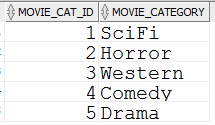 MOVIE_CAT_ID MOVIE_CATEGORY
1 SciFi
2 Horror
3 Western
4 Comedy
5 Drama